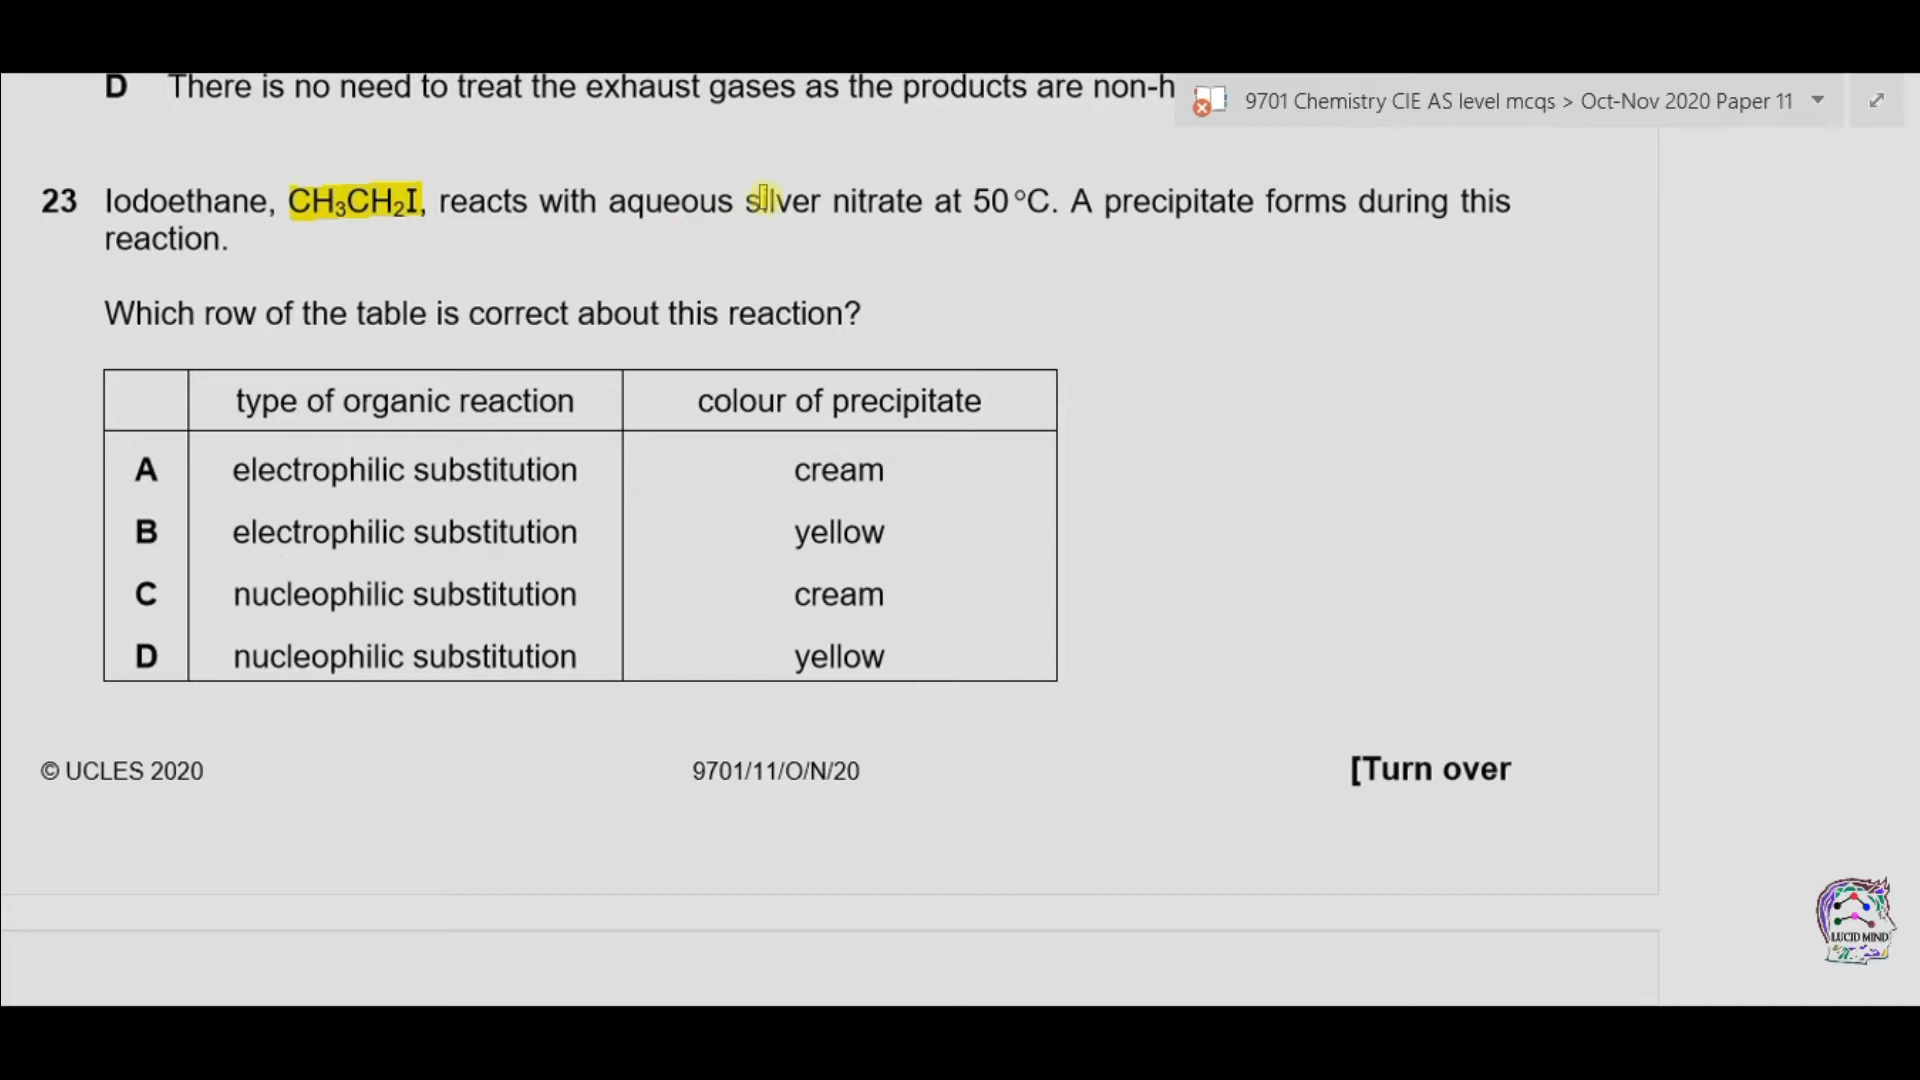 D There is no need to treat the exhaust gases as the products are non-h
9701 Chemistry CIE AS level mcqs > Oct-Nov 2020 Paper 11
23 Iodoethane, CH₃CH₂I, reacts with aqueous silver nitrate at 50 °C. A precipitate forms during this
reaction.
Which row of the table is correct about this reaction?
type of organic reaction colour of precipitate
A electrophilic substitution cream
B electrophilic substitution yellow
C nucleophilic substitution cream
D nucleophilic substitution yellow
© UCLES 2020 9701/11/O/N/20 [Turn over
LUCID MIND